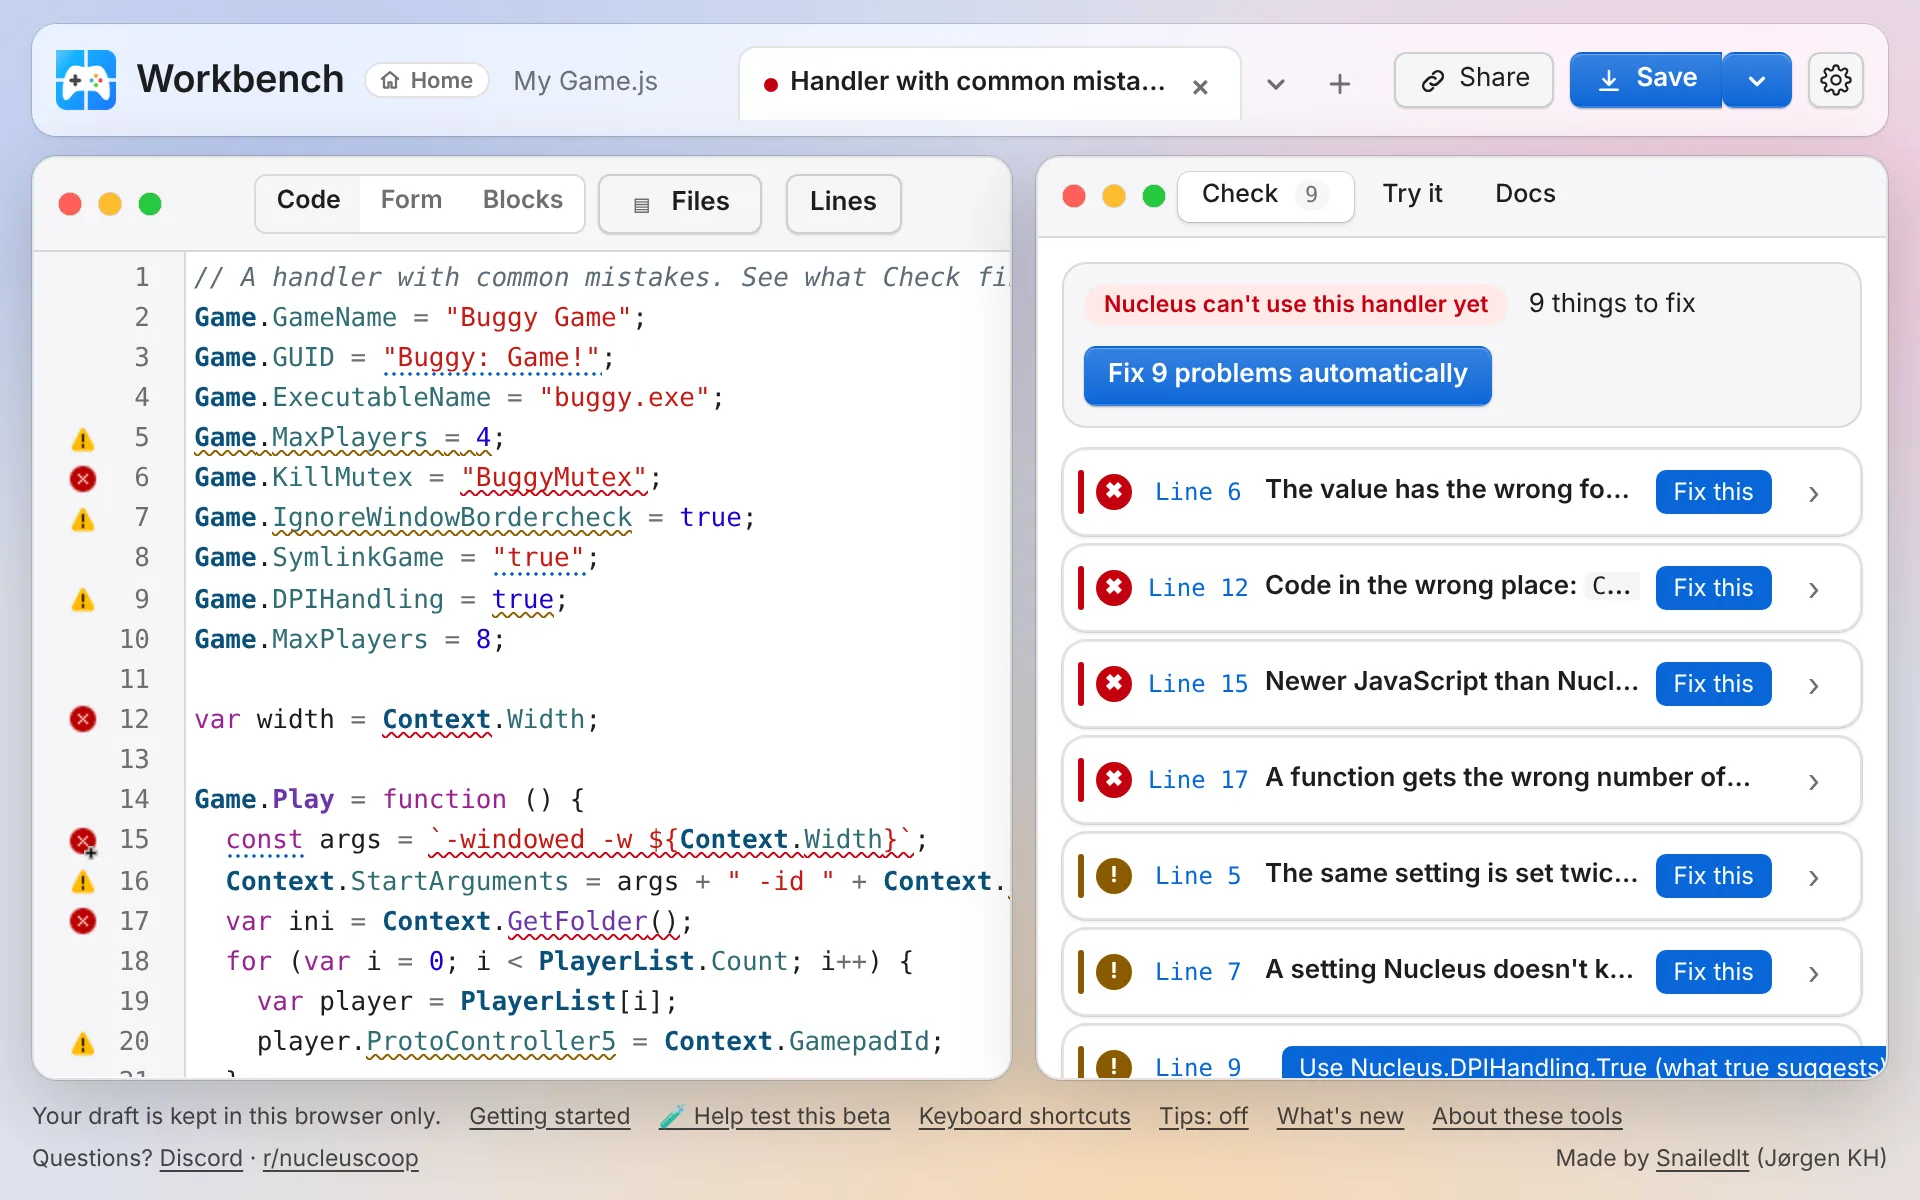 Workbench
Home
My Game.js
Handler with common mista...
Share
Save
Code
Form
Blocks
Files
Lines
1 // A handler with common mistakes. See what Check fi
2 Game.GameName = "Buggy Game";
3 Game.GUID = "Buggy: Game!";
4 Game.ExecutableName = "buggy.exe";
5 Game.MaxPlayers = 4;
6 Game.KillMutex = "BuggyMutex";
7 Game.IgnoreWindowBordercheck = true;
8 Game.SymlinkGame = "true";
9 Game.DPIHandling = true;
10 Game.MaxPlayers = 8;
11
12 var width = Context.Width;
13
14 Game.Play = function () {
15 const args = `-windowed -w ${Context.Width}`;
16 Context.StartArguments = args + " -id " + Context.
17 var ini = Context.GetFolder();
18 for (var i = 0; i < PlayerList.Count; i++) {
19 var player = PlayerList[i];
20 player.ProtoController5 = Context.GamepadId;
21 }
Check 9
Try it
Docs
Nucleus can't use this handler yet 9 things to fix
Fix 9 problems automatically
Line 6 The value has the wrong fo... Fix this
Line 12 Code in the wrong place: C... Fix this
Line 15 Newer JavaScript than Nucl... Fix this
Line 17 A function gets the wrong number of...
Line 5 The same setting is set twic... Fix this
Line 7 A setting Nucleus doesn't k... Fix this
Line 9 Use Nucleus.DPIHandling.True (what true suggests)
Your draft is kept in this browser only. Getting started 🧪 Help test this beta Keyboard shortcuts Tips: off What's new About these tools
Questions? Discord · r/nucleuscoop
Made by SnailedIt (Jørgen KH)